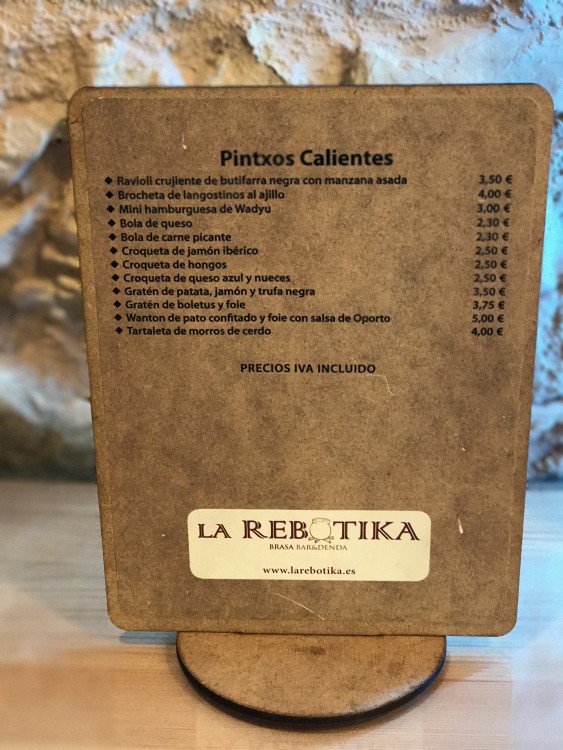 Pintxos Calientes
❖ Ravioli crujiente de butifarra negra con manzana asada 3,50 €
❖ Brocheta de langostinos al ajillo 4,00 €
❖ Mini hamburguesa de Wadyu 3,00 €
❖ Bola de queso 2,30 €
❖ Bola de carne picante 2,30 €
❖ Croqueta de jamón ibérico 2,50 €
❖ Croqueta de hongos 2,50 €
❖ Croqueta de queso azul y nueces 2,50 €
❖ Gratén de patata, jamón y trufa negra 3,50 €
❖ Gratén de boletus y foie 3,75 €
❖ Wanton de pato confitado y foie con salsa de Oporto 5,00 €
❖ Tartaleta de morros de cerdo 4,00 €
PRECIOS IVA INCLUIDO
LA REBOTIKA
BRASA BAR&DENDA
www.larebotika.es